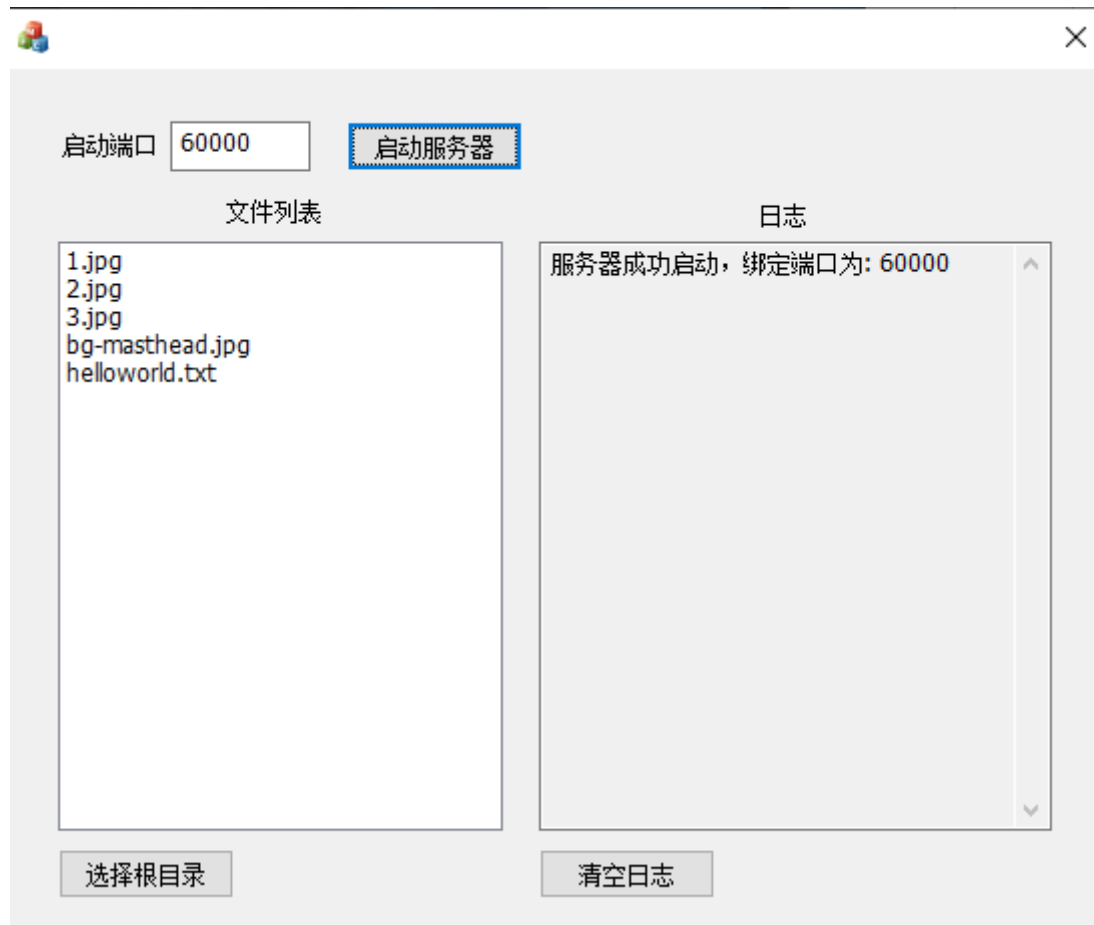 启动端口 60000 启动服务器
文件列表
1.jpg
2.jpg
3.jpg
bg-masthead.jpg
helloworld.txt
选择根目录
日志
服务器成功启动，绑定端口为: 60000
清空日志